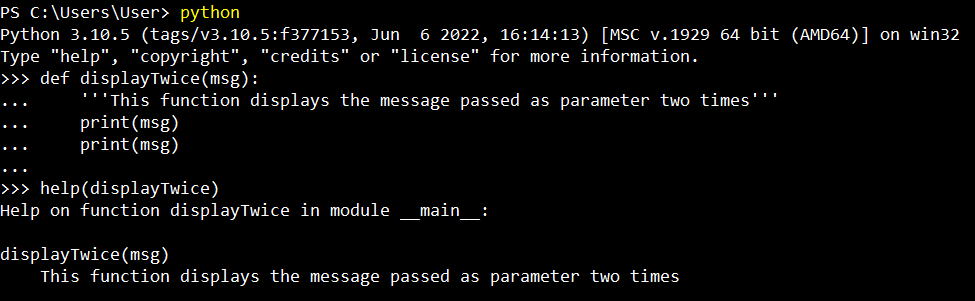 PS C:\Users\User> python
Python 3.10.5 (tags/v3.10.5:f377153, Jun  6 2022, 16:14:13) [MSC v.1929 64 bit (AMD64)] on win32
Type "help", "copyright", "credits" or "license" for more information.
>>> def displayTwice(msg):
...     '''This function displays the message passed as parameter two times'''
...     print(msg)
...     print(msg)
...
>>> help(displayTwice)
Help on function displayTwice in module __main__:

displayTwice(msg)
    This function displays the message passed as parameter two times